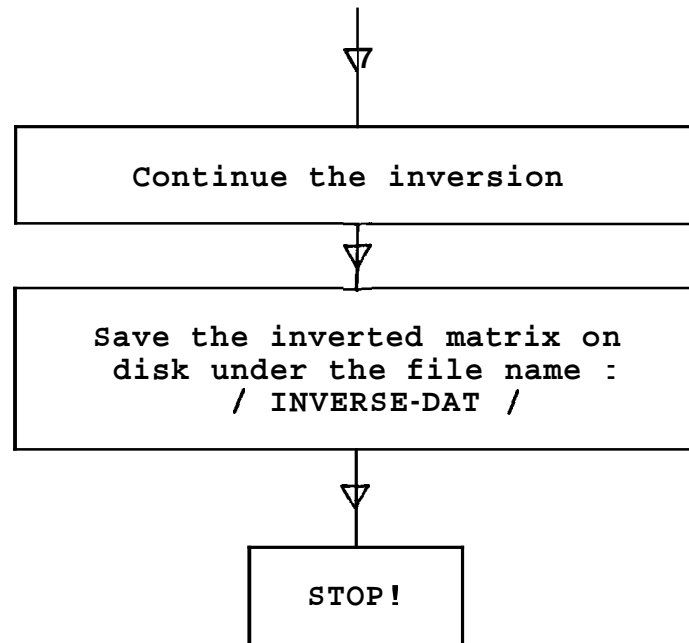 Continue the inversion
Save the inverted matrix on
disk under the file name :
/ INVERSE-DAT /
STOP!